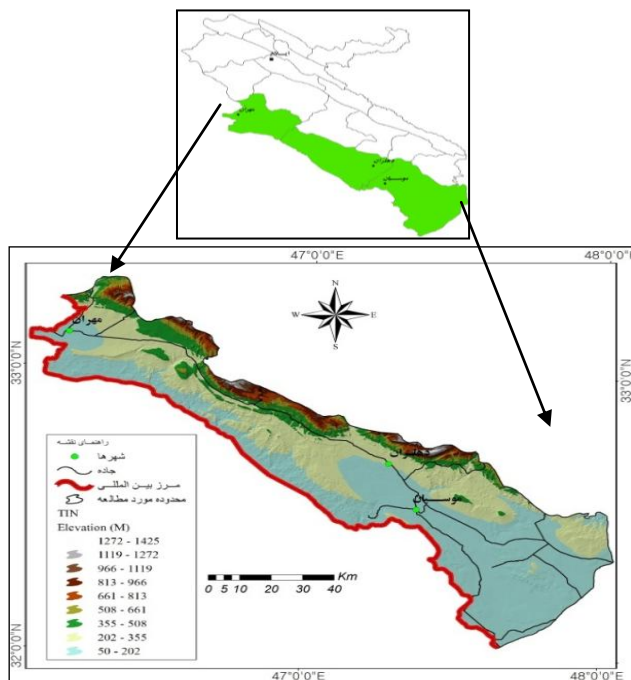 مهران
دهلران
موسیان
47°0'0"E
48°0'0"E
N
W E
S
مهران
33°0'0"N
33°0'0"N
دهلران
موسیان
راهنمای نقشه
شهرها
جاده
مرز بین المللی
محدوده مورد مطالعه
TIN
Elevation (M)
1272 - 1425
1119 - 1272
966 - 1119
813 - 966
661 - 813
508 - 661
355 - 508
202 - 355
50 - 202
Km
0 5 10 20 30 40
32°0'0"N
32°0'0"N
47°0'0"E
48°0'0"E